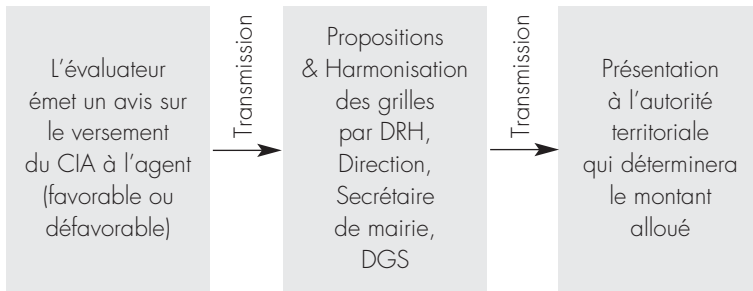 L'évaluateur
émet un avis sur
le versement
du CIA à l'agent
(favorable ou
défavorable)
Transmission
Propositions
& Harmonisation
des grilles
par DRH,
Direction,
Secrétaire
de mairie,
DGS
Transmission
Présentation
à l'autorité
territoriale
qui déterminera
le montant
alloué